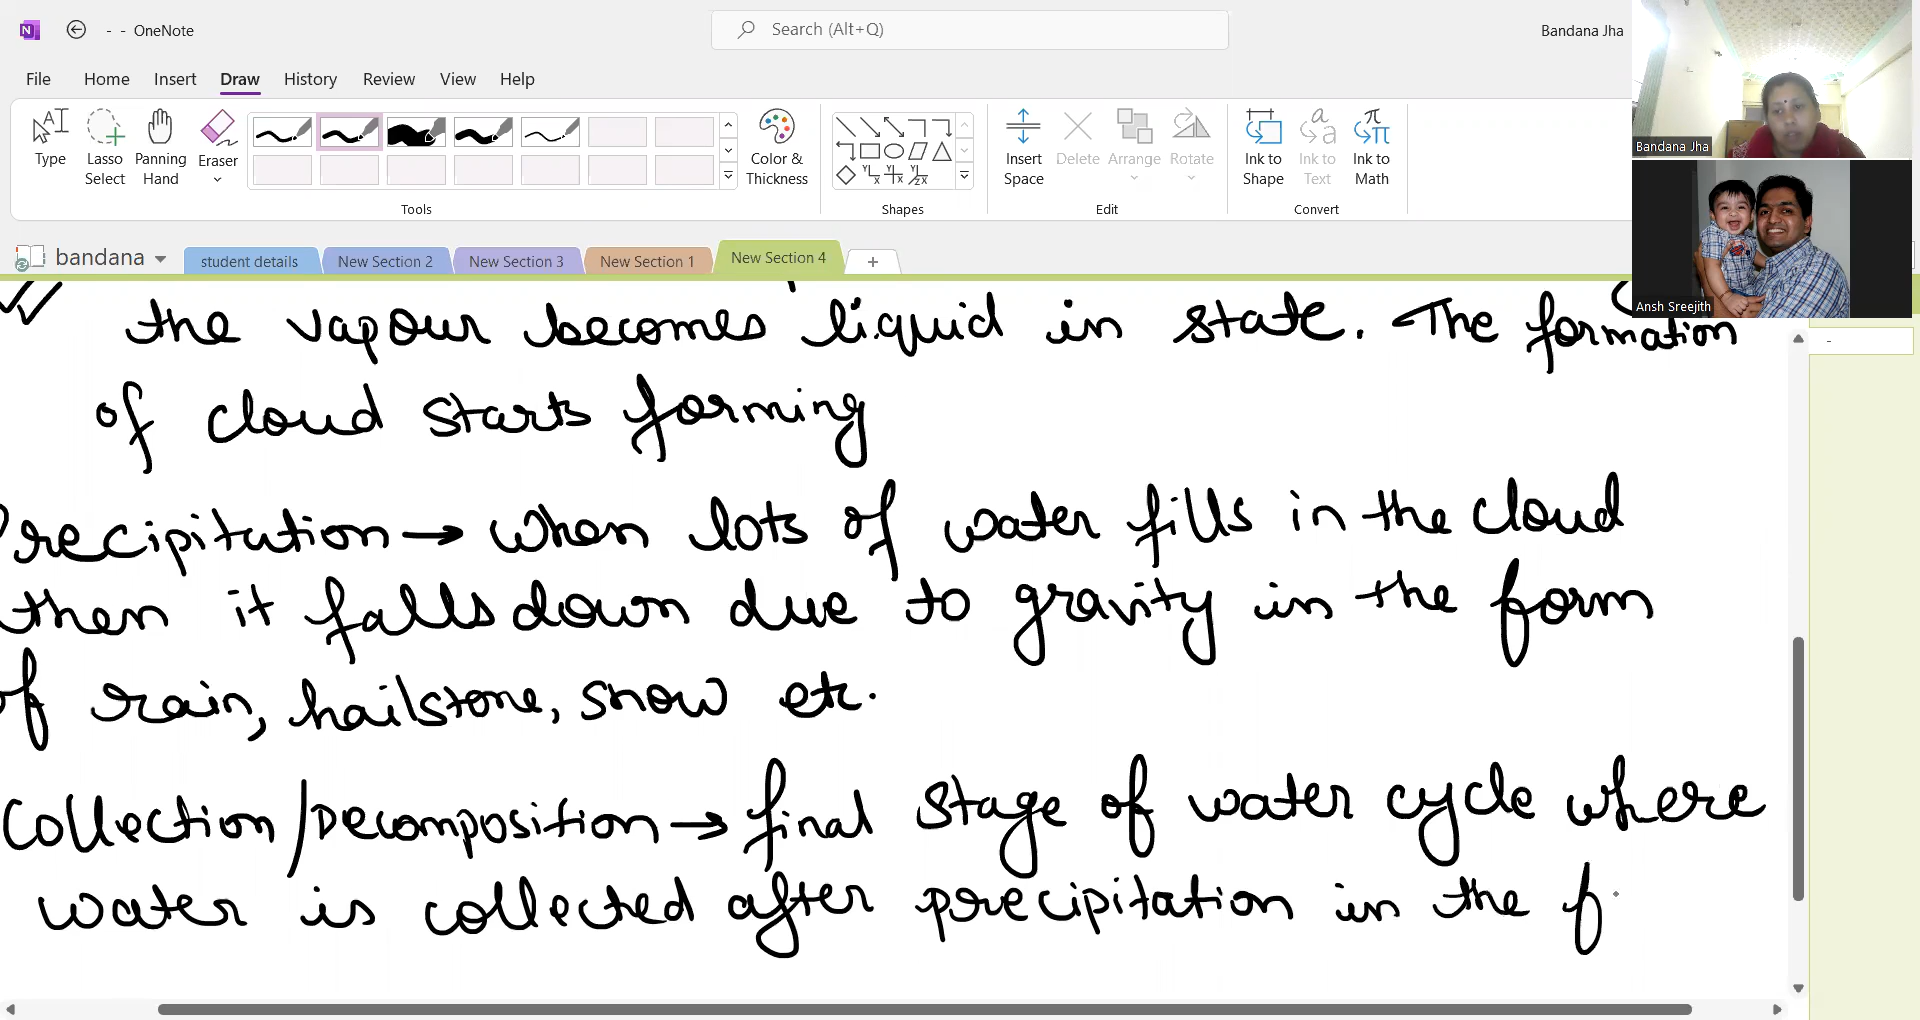 - - OneNote
Search (Alt+Q)
Bandana Jha
File Home Insert Draw History Review View Help
Type
Lasso Select
Panning Hand
Eraser
Color & Thickness
Insert Space
Delete
Arrange
Rotate
Ink to Shape
Ink to Text
Ink to Math
Tools Shapes Edit Convert
Bandana Jha
Ansh Sreejith
bandana student details New Section 2 New Section 3 New Section 1 New Section 4 +
the vapour becomes liquid in state. The formation
of cloud starts forming
Precipitation → When lots of water fills in the cloud
then it falls down due to gravity in the form
of rain, hailstone, snow etc.
Collection/Decomposition → final stage of water cycle where
water is collected after precipitation in the f